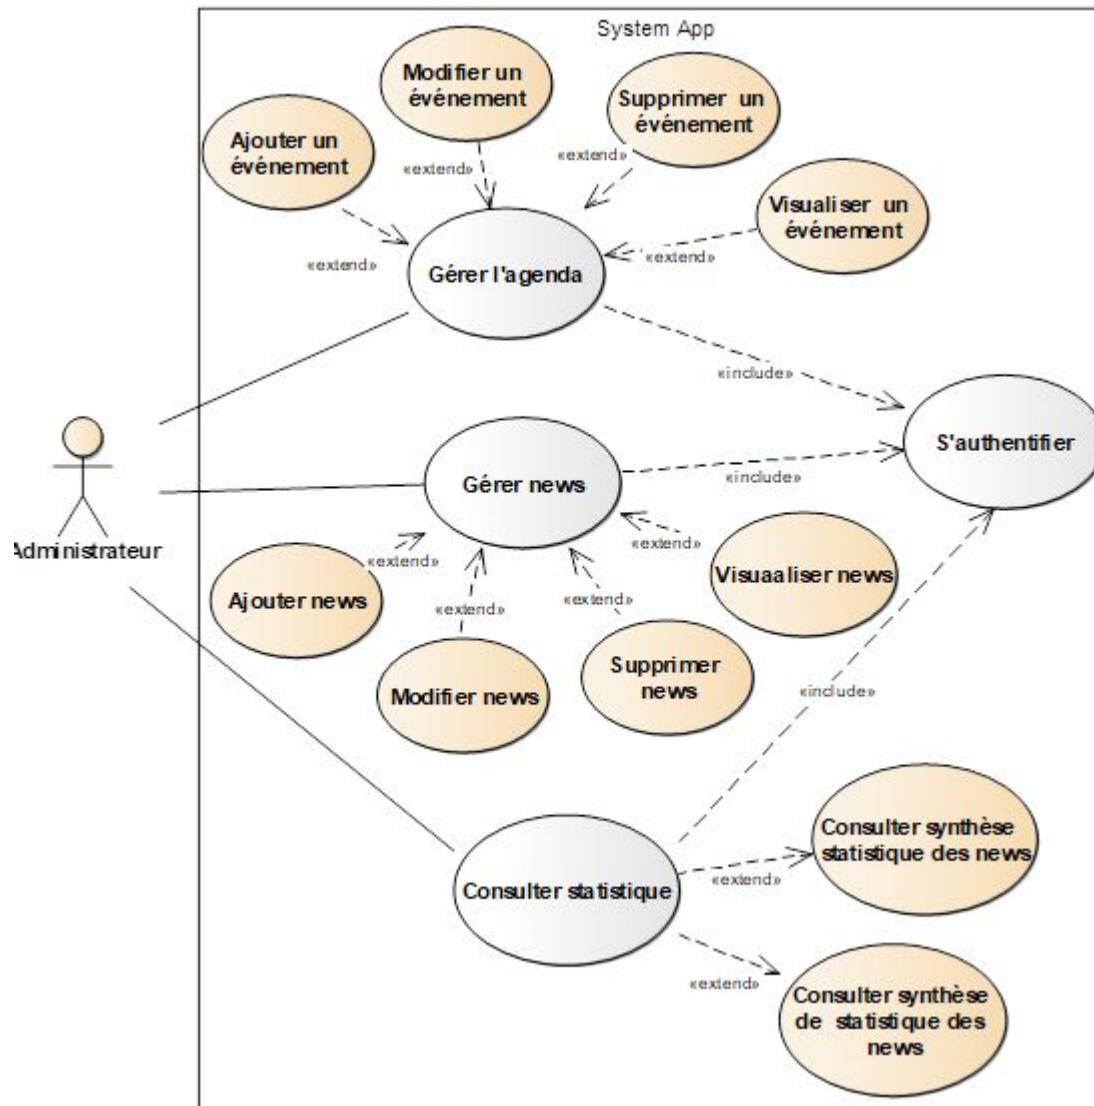 System App
Modifier un
événement
Supprimer un
événement
Ajouter un
événement
«extend»
«extend»
Visualiser un
événement
«extend»
«extend»
Gérer l'agenda
«include»
S'authentifier
Gérer news
«include»
Administrateur
«extend»
«extend»
Visuaaliser news
Ajouter news
«extend»
«extend»
Supprimer
news
Modifier news
«include»
Consulter synthèse
statistique des news
Consulter statistique
«extend»
«extend»
Consulter synthèse
de statistique des
news